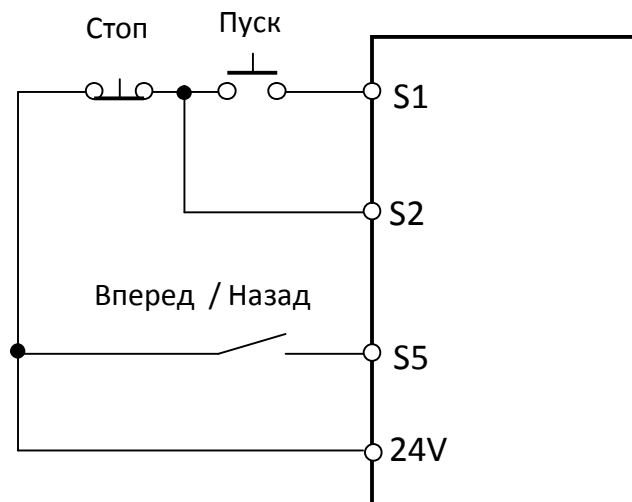 Стоп
Пуск
S1
S2
Вперед / Назад
S5
24V